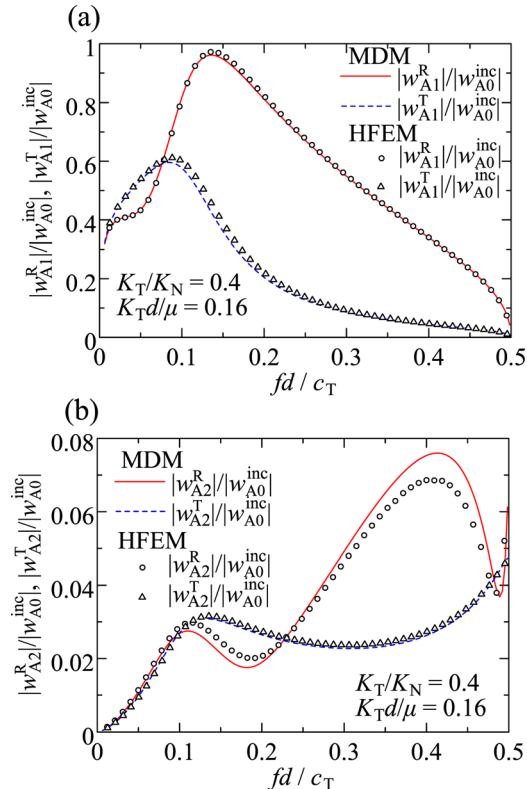 (a)
|w^R_A1|/|w^inc_A0|, |w^T_A1|/|w^inc_A0|
1
0.8
0.6
0.4
0.2
0
MDM
|w^R_A1|/|w^inc_A0|
|w^T_A1|/|w^inc_A0|
HFEM
|w^R_A1|/|w^inc_A0|
|w^T_A1|/|w^inc_A0|
K_T/K_N = 0.4
K_Td/μ = 0.16
0 0.1 0.2 0.3 0.4 0.5
fd / c_T
(b)
|w^R_A2|/|w^inc_A0|, |w^T_A2|/|w^inc_A0|
0.08
0.06
0.04
0.02
0
MDM
|w^R_A2|/|w^inc_A0|
|w^T_A2|/|w^inc_A0|
HFEM
|w^R_A2|/|w^inc_A0|
|w^T_A2|/|w^inc_A0|
K_T/K_N = 0.4
K_Td/μ = 0.16
0 0.1 0.2 0.3 0.4 0.5
fd / c_T